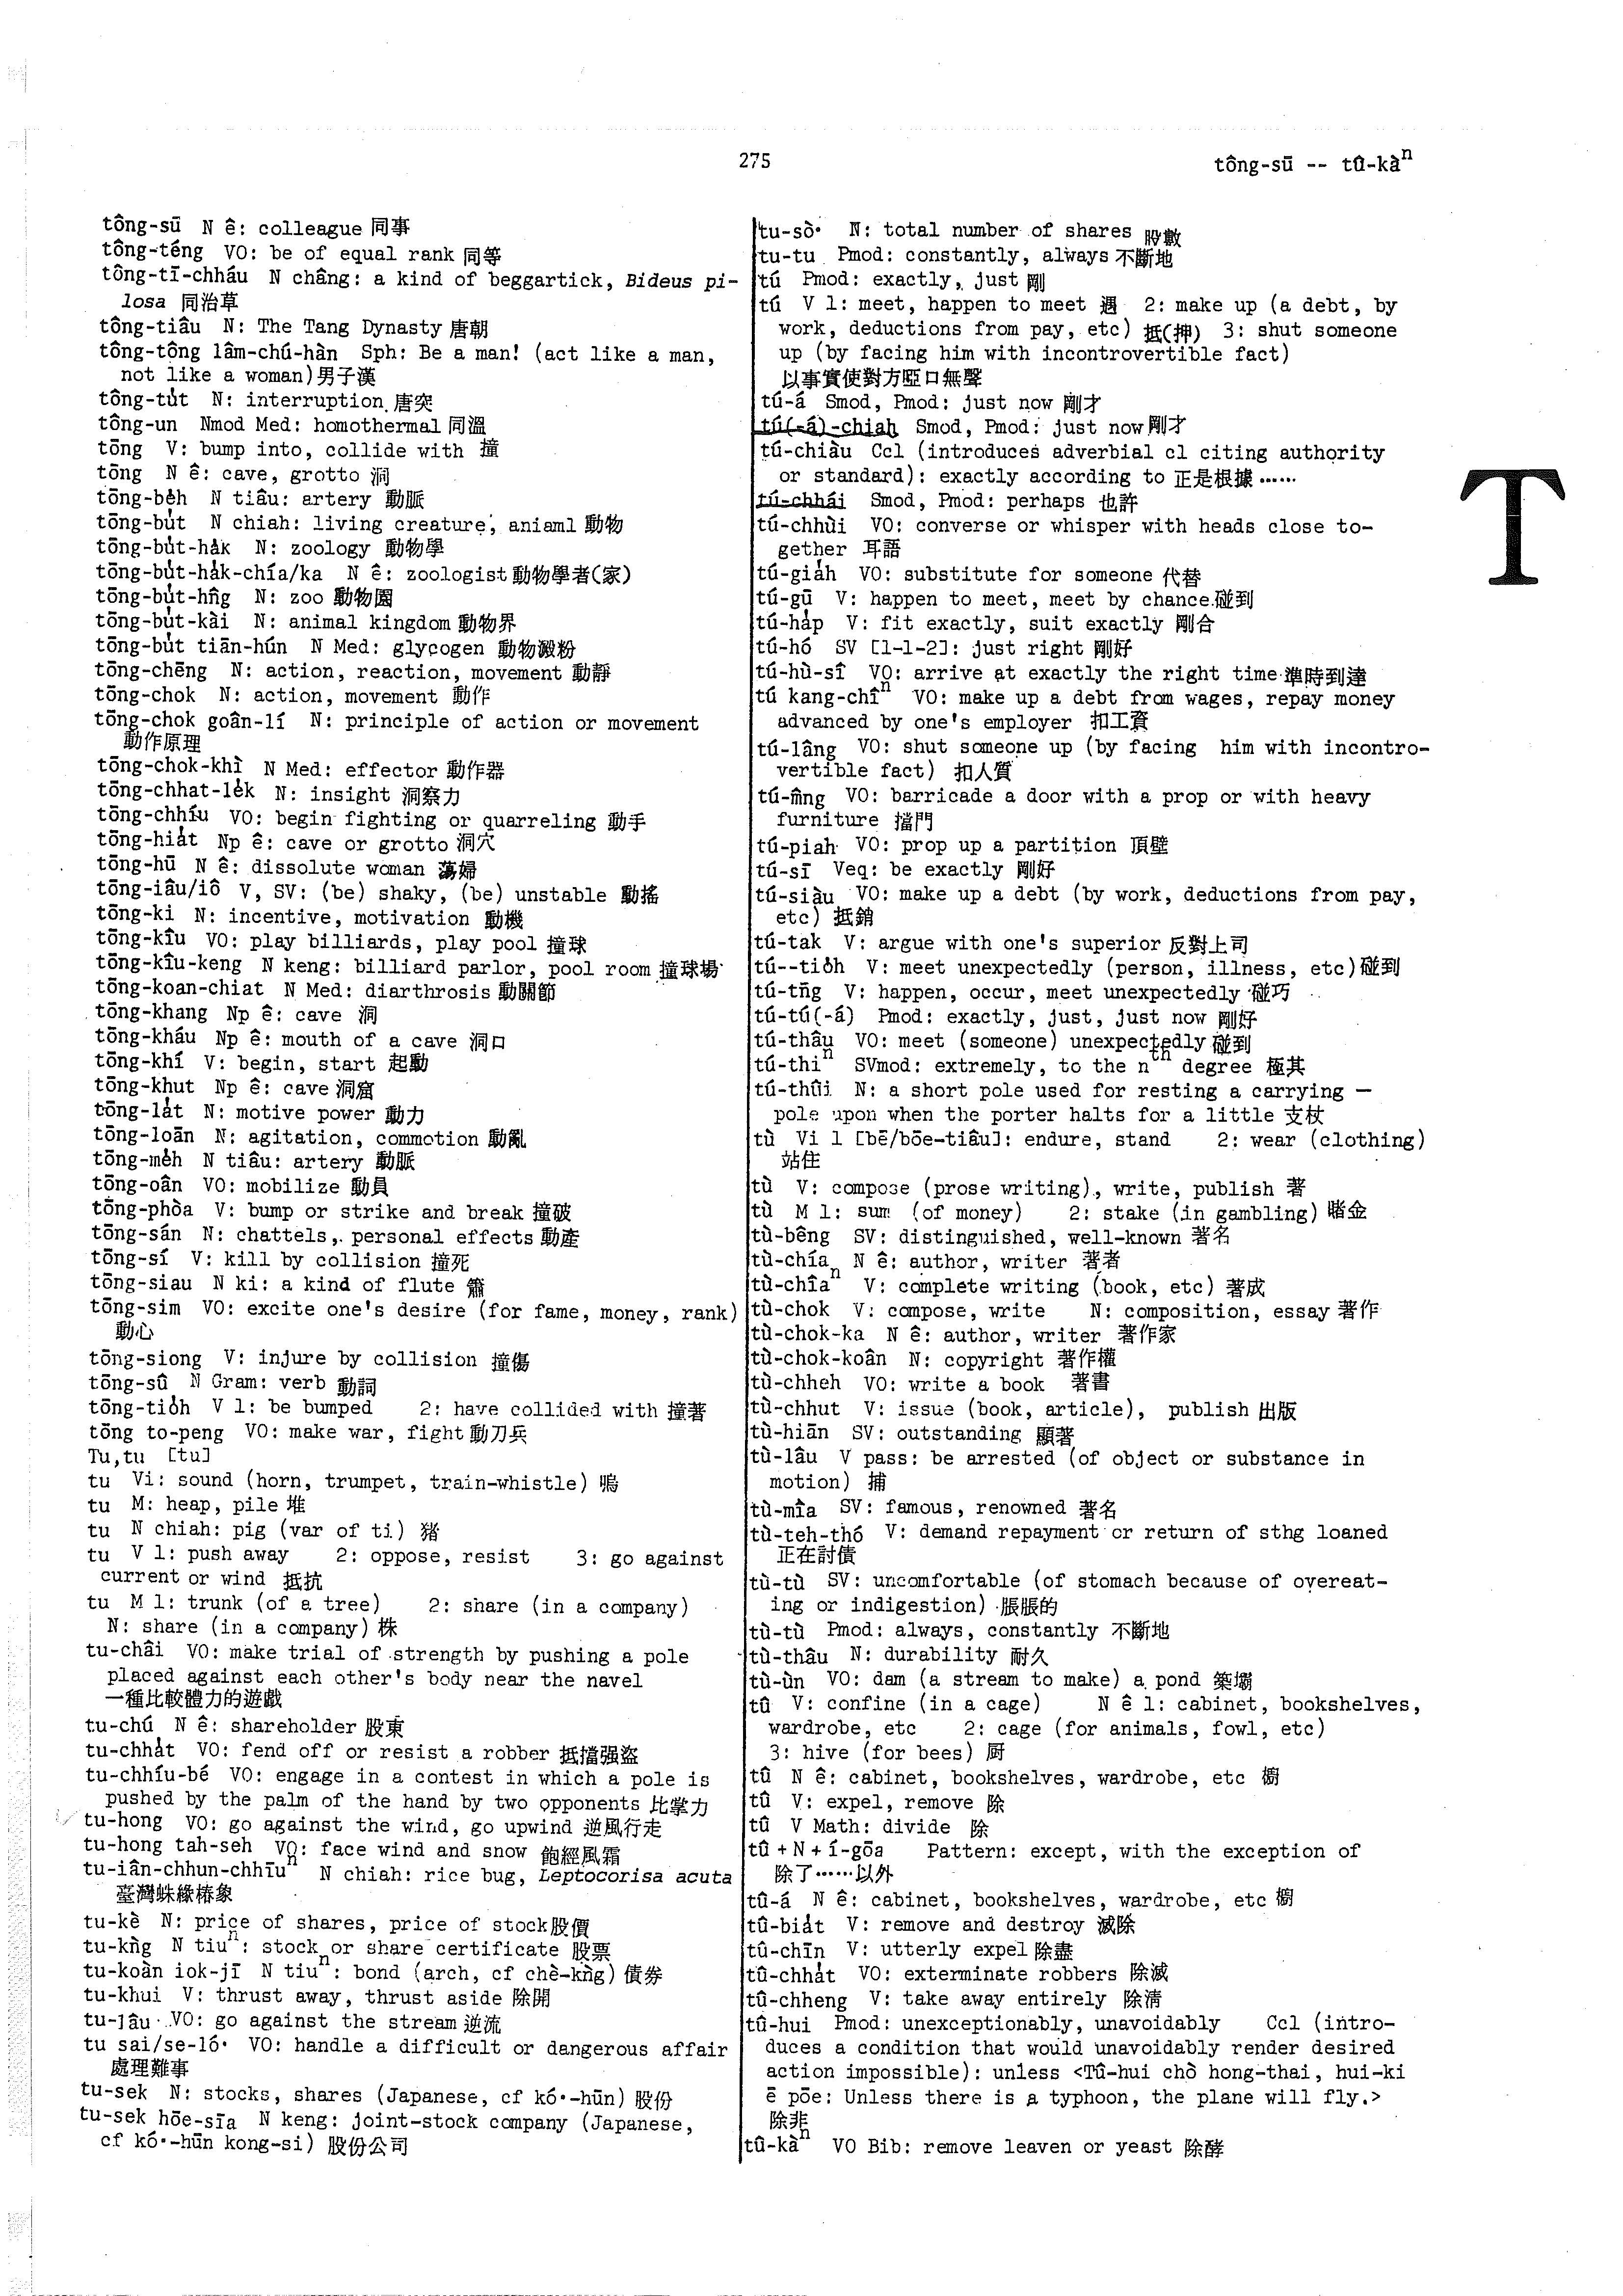 275
tông-sū -- tû-kàⁿ
tông-sū N ê: colleague 同事
tông-téng VO: be of equal rank 同等
tông-tī-chháu N châng: a kind of beggartick, Bideus pi-
losa 同治草
tông-tiâu N: The Tang Dynasty 唐朝
tông-tông lâm-chú-hàn Sph: Be a man! (act like a man,
not like a woman)男子漢
tông-tu̍t N: interruption 唐突
tông-un Nmod Med: homothermal 同溫
tōng V: bump into, collide with 撞
tōng N ê: cave, grotto 洞
tōng-be̍h N tiâu: artery 動脈
tōng-bu̍t N chiah: living creature, aniaml 動物
tōng-bu̍t-ha̍k N: zoology 動物學
tōng-bu̍t-ha̍k-chía/ka N ê: zoologist 動物學者(家)
tōng-bu̍t-hn̂g N: zoo 動物園
tōng-bu̍t-kài N: animal kingdom 動物界
tōng-bu̍t tiān-hún N Med: glycogen 動物澱粉
tōng-chēng N: action, reaction, movement 動靜
tōng-chok N: action, movement 動作
tōng-chok goân-lí N: principle of action or movement
動作原理
tōng-chok-khì N Med: effector 動作器
tōng-chhat-le̍k N: insight 洞察力
tōng-chhíu VO: begin fighting or quarreling 動手
tōng-hia̍t Np ê: cave or grotto 洞穴
tōng-hū N ê: dissolute woman 蕩婦
tōng-iâu/iô V, SV: (be) shaky, (be) unstable 動搖
tōng-ki N: incentive, motivation 動機
tōng-kîu VO: play billiards, play pool 撞球
tōng-kîu-keng N keng: billiard parlor, pool room 撞球場
tōng-koan-chiat N Med: diarthrosis 動關節
tōng-khang Np ê: cave 洞
tōng-kháu Np ê: mouth of a cave 洞口
tōng-khí V: begin, start 起動
tōng-khut Np ê: cave 洞窟
tōng-la̍t N: motive power 動力
tōng-loān N: agitation, commotion 動亂
tōng-me̍h N tiâu: artery 動脈
tōng-oân VO: mobilize 動員
tōng-phòa V: bump or strike and break 撞破
tōng-sán N: chattels, personal effects 動產
tōng-sí V: kill by collision 撞死
tōng-siau N ki: a kind of flute 簫
tōng-sim VO: excite one's desire (for fame, money, rank)
動心
tōng-siong V: injure by collision 撞傷
tōng-sû N Gram: verb 動詞
tōng-tio̍h V 1: be bumped 2: have collided with 撞著
tōng to-peng VO: make war, fight 動刀兵
Tu,tu [tu]
tu Vi: sound (horn, trumpet, train-whistle) 鳴
tu M: heap, pile 堆
tu N chiah: pig (var of ti) 豬
tu V 1: push away 2: oppose, resist 3: go against
current or wind 抵抗
tu M 1: trunk (of a tree) 2: share (in a company)
N: share (in a company) 株
tu-châi VO: make trial of strength by pushing a pole
placed against each other's body near the navel
一種比較體力的遊戲
tu-chú N ê: shareholder 股東
tu-chha̍t VO: fend off or resist a robber 抵擋强盜
tu-chhíu-bé VO: engage in a contest in which a pole is
pushed by the palm of the hand by two opponents 比掌力
tu-hong VO: go against the wind, go upwind 逆風行走
tu-hong tah-seh VO: face wind and snow 飽經風霜
tu-iân-chhun-chhīuⁿ N chiah: rice bug, Leptocorisa acuta
臺灣蛛緣椿象
tu-kè N: price of shares, price of stock 股價
tu-kǹg N tiuⁿ: stock or share certificate 股票
tu-koàn iok-jī N tiuⁿ: bond (arch, cf chè-kǹg) 債券
tu-khui V: thrust away, thrust aside 除開
tu-lâu VO: go against the stream 逆流
tu sai/se-ló· VO: handle a difficult or dangerous affair
處理難事
tu-sek N: stocks, shares (Japanese, cf kó·-hūn) 股份
tu-sek hōe-sīa N keng: joint-stock company (Japanese,
cf kó·-hūn kong-si) 股份公司
tu-sò· N: total number of shares 股數
tu-tu Pmod: constantly, always 不斷地
tú Pmod: exactly, just 剛
tú V 1: meet, happen to meet 遇 2: make up (a debt, by
work, deductions from pay, etc) 抵(押) 3: shut someone
up (by facing him with incontrovertible fact)
以事實使對方啞口無聲
tú-á Smod, Pmod: just now 剛才
tú(-á)-chiah Smod, Pmod: just now 剛才
tú-chiàu Ccl (introduces adverbial cl citing authority
or standard): exactly according to 正是根據……
tú-chhái Smod, Pmod: perhaps 也許
tú-chhùi VO: converse or whisper with heads close to-
gether 耳語
tú-gia̍h VO: substitute for someone 代替
tú-gū V: happen to meet, meet by chance 碰到
tú-ha̍p V: fit exactly, suit exactly 剛合
tú-hó SV [1-1-2]: just right 剛好
tú-hù-sî VO: arrive at exactly the right time 準時到達
tú kang-chîⁿ VO: make up a debt from wages, repay money
advanced by one's employer 扣工資
tú-lâng VO: shut someone up (by facing him with incontro-
vertible fact) 扣人質
tú-mn̂g VO: barricade a door with a prop or with heavy
furniture 擋門
tú-piah VO: prop up a partition 頂壁
tú-sī Veq: be exactly 剛好
tú-siàu VO: make up a debt (by work, deductions from pay,
etc) 抵銷
tú-tak V: argue with one's superior 反對上司
tú--tio̍h V: meet unexpectedly (person, illness, etc) 碰到
tú-tn̄g V: happen, occur, meet unexpectedly 碰巧
tú-tú(-á) Pmod: exactly, just, just now 剛好
tú-thâu VO: meet (someone) unexpectedly 碰到
tú-thiⁿ SVmod: extremely, to the nth degree 極其
tú-thūi N: a short pole used for resting a carrying —
pole upon when the porter halts for a little 支杖
tù Vi 1 [bē/bōe-tiâu]: endure, stand 2: wear (clothing)
站住
tù V: compose (prose writing), write, publish 著
tù M 1: sum (of money) 2: stake (in gambling) 賭金
tù-bêng SV: distinguished, well-known 著名
tù-chía N ê: author, writer 著者
tù-chîaⁿ V: complete writing (book, etc) 著成
tù-chok V: compose, write N: composition, essay 著作
tù-chok-ka N ê: author, writer 著作家
tù-chok-koân N: copyright 著作權
tù-chheh VO: write a book 著書
tù-chhut V: issue (book, article), publish 出版
tù-hiān SV: outstanding 顯著
tù-lâu V pass: be arrested (of object or substance in
motion) 捕
tù-mîa SV: famous, renowned 著名
tù-teh-thó V: demand repayment or return of sthg loaned
正在討債
tù-tù SV: uncomfortable (of stomach because of overeat-
ing or indigestion) 脹脹的
tù-tù Pmod: always, constantly 不斷地
tù-thâu N: durability 耐久
tù-ùn VO: dam (a stream to make) a pond 築壩
tû V: confine (in a cage) N ê 1: cabinet, bookshelves,
wardrobe, etc 2: cage (for animals, fowl, etc)
3: hive (for bees) 厨
tû N ê: cabinet, bookshelves, wardrobe, etc 櫥
tû V: expel, remove 除
tû V Math: divide 除
tû + N + í-gōa Pattern: except, with the exception of
除了……以外
tû-á N ê: cabinet, bookshelves, wardrobe, etc 櫥
tû-bia̍t V: remove and destroy 滅除
tû-chīn V: utterly expel 除盡
tû-chha̍t VO: exterminate robbers 除滅
tû-chheng V: take away entirely 除清
tû-hui Pmod: unexceptionably, unavoidably Ccl (intro-
duces a condition that would unavoidably render desired
action impossible): unless <Tû-hui chò hong-thai, hui-ki
ē pōe: Unless there is a typhoon, the plane will fly.>
除非
tû-kàⁿ VO Bib: remove leaven or yeast 除酵
T